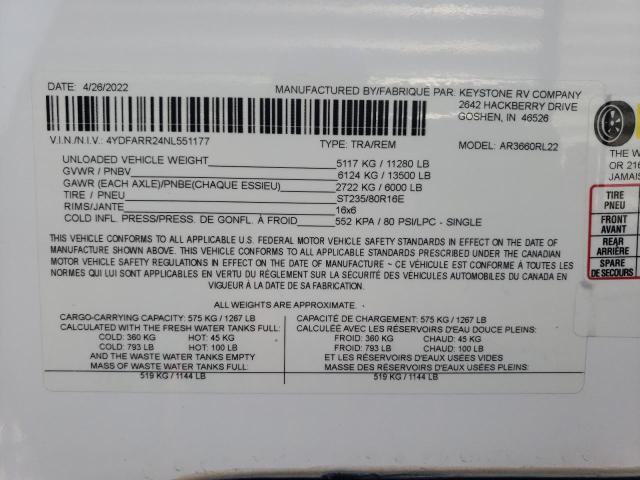 DATE: 4/26/2022
MANUFACTURED BY/FABRIQUE PAR: KEYSTONE RV COMPANY
2642 HACKBERRY DRIVE
GOSHEN, IN 46526
V.I.N./N.I.V.: 4YDFARR24NL551177
TYPE: TRA/REM
MODEL: AR3660RL22
UNLOADED VEHICLE WEIGHT 5117 KG / 11280 LB
GVWR / PNBV 6124 KG / 13500 LB
GAWR (EACH AXLE)/PNBE(CHAQUE ESSIEU) 2722 KG / 6000 LB
TIRE / PNEU ST235/80R16E
RIMS/JANTE 16x6
COLD INFL. PRESS/PRESS. DE GONFL. À FROID 552 KPA / 80 PSI/LPC - SINGLE
THIS VEHICLE CONFORMS TO ALL APPLICABLE U.S. FEDERAL MOTOR VEHICLE SAFETY STANDARDS IN EFFECT ON THE DATE OF
MANUFACTURE SHOWN ABOVE. THIS VEHICLE CONFORMS TO ALL APPLICABLE STANDARDS PRESCRIBED UNDER THE CANADIAN
MOTOR VEHICLE SAFETY REGULATIONS IN EFFECT ON THE DATE OF MANUFACTURE ~ CE VÉHICULE EST CONFORME À TOUTES LES
NORMES QUI LUI SONT APPLICABLES EN VERTU DU RÈGLEMENT SUR LA SÉCURITÉ DES VÉHICULES AUTOMOBILES DU CANADA EN
VIGUEUR À LA DATE DE SA FABRICATION
ALL WEIGHTS ARE APPROXIMATE.
CARGO-CARRYING CAPACITY: 575 KG / 1267 LB
CALCULATED WITH THE FRESH WATER TANKS FULL:
COLD: 360 KG HOT: 45 KG
COLD: 793 LB HOT: 100 LB
AND THE WASTE WATER TANKS EMPTY
MASS OF WASTE WATER TANKS FULL:
519 KG / 1144 LB
CAPACITÉ DE CHARGEMENT: 575 KG / 1267 LB
CALCULÉE AVEC LES RÉSERVOIRS D'EAU DOUCE PLEINS:
FROID: 360 KG CHAUD: 45 KG
FROID: 793 LB CHAUD: 100 LB
ET LES RÉSERVOIRS D'EAUX USÉES VIDES
MASSE DES RÉSERVOIRS D'EAUX USÉES PLEINS:
519 KG / 1144 LB
THE W
OR 216
JAMAIS
TIRE
PNEU
FRONT
AVANT
REAR
ARRIÈRE
SPARE
DE SECOURS